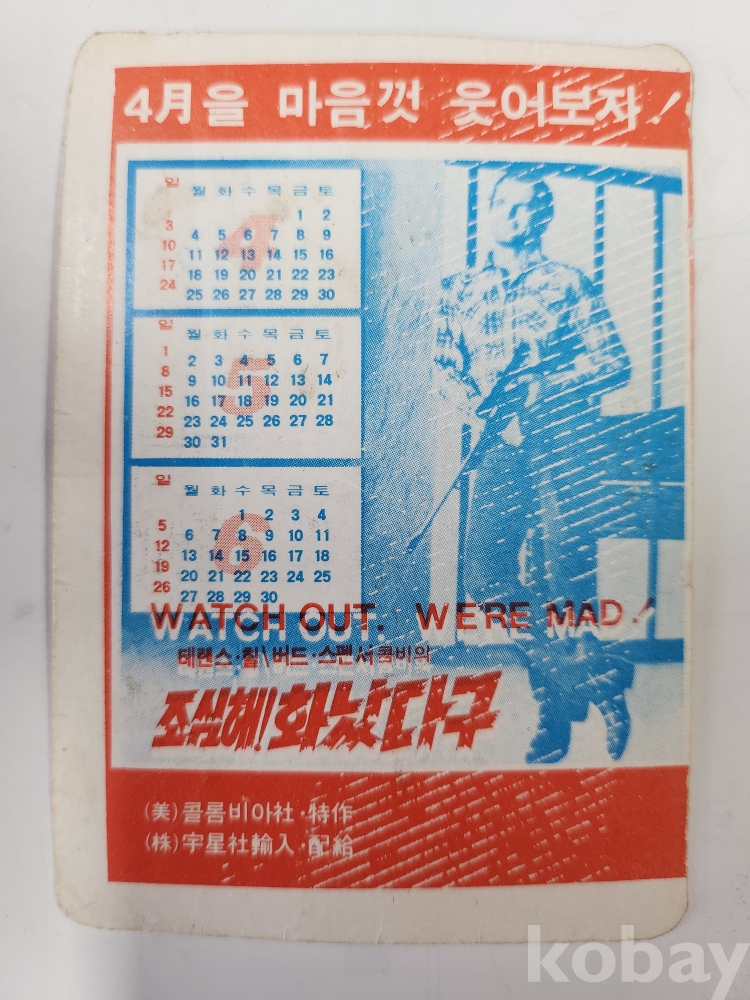 4月을 마음껏 웃어보자!
일 월 화 수 목 금 토
1 2
3 4 5 6 7 8 9
10 11 12 13 14 15 16
17 18 19 20 21 22 23
24 25 26 27 28 29 30
4
일 월 화 수 목 금 토
1 2 3 4 5 6 7
8 9 10 11 12 13 14
15 16 17 18 19 20 21
22 23 24 25 26 27 28
29 30 31
5
일 월 화 수 목 금 토
1 2 3 4
5 6 7 8 9 10 11
12 13 14 15 16 17 18
19 20 21 22 23 24 25
26 27 28 29 30
6
WATCH OUT. WE'RE MAD!
테렌스·힐\버드·스펜서 콤비의
조심해! 화났다구
(美) 콜롬비아社·特作
(株) 宇星社輸入·配給
kobay